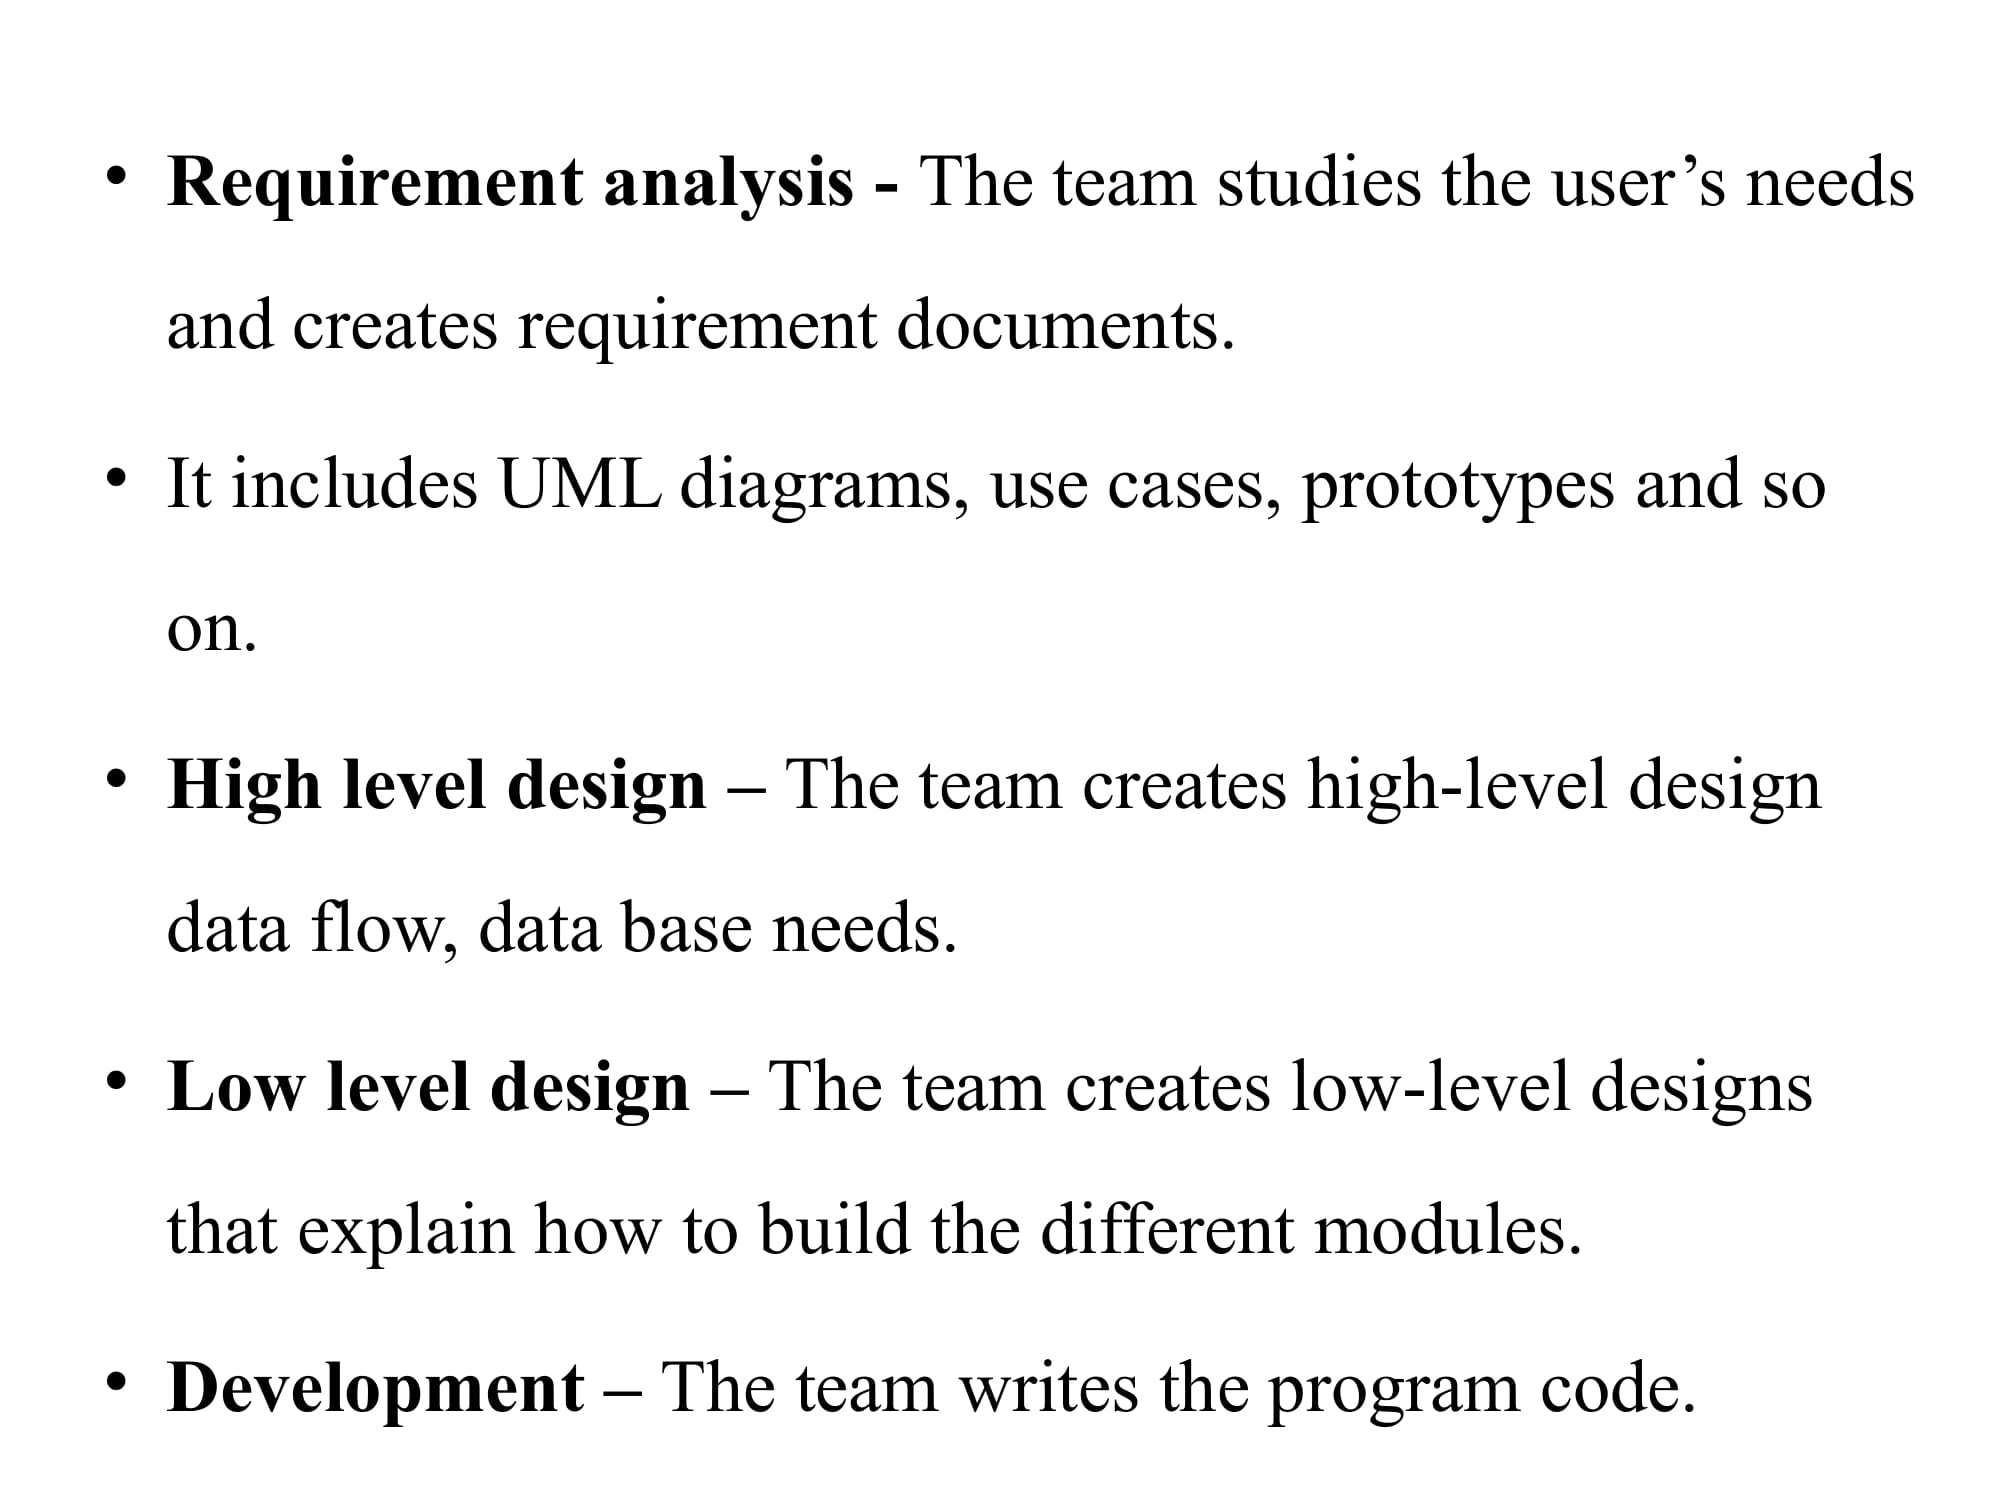 • Requirement analysis - The team studies the user’s needs
and creates requirement documents.
• It includes UML diagrams, use cases, prototypes and so
on.
• High level design – The team creates high-level design
data flow, data base needs.
• Low level design – The team creates low-level designs
that explain how to build the different modules.
• Development – The team writes the program code.